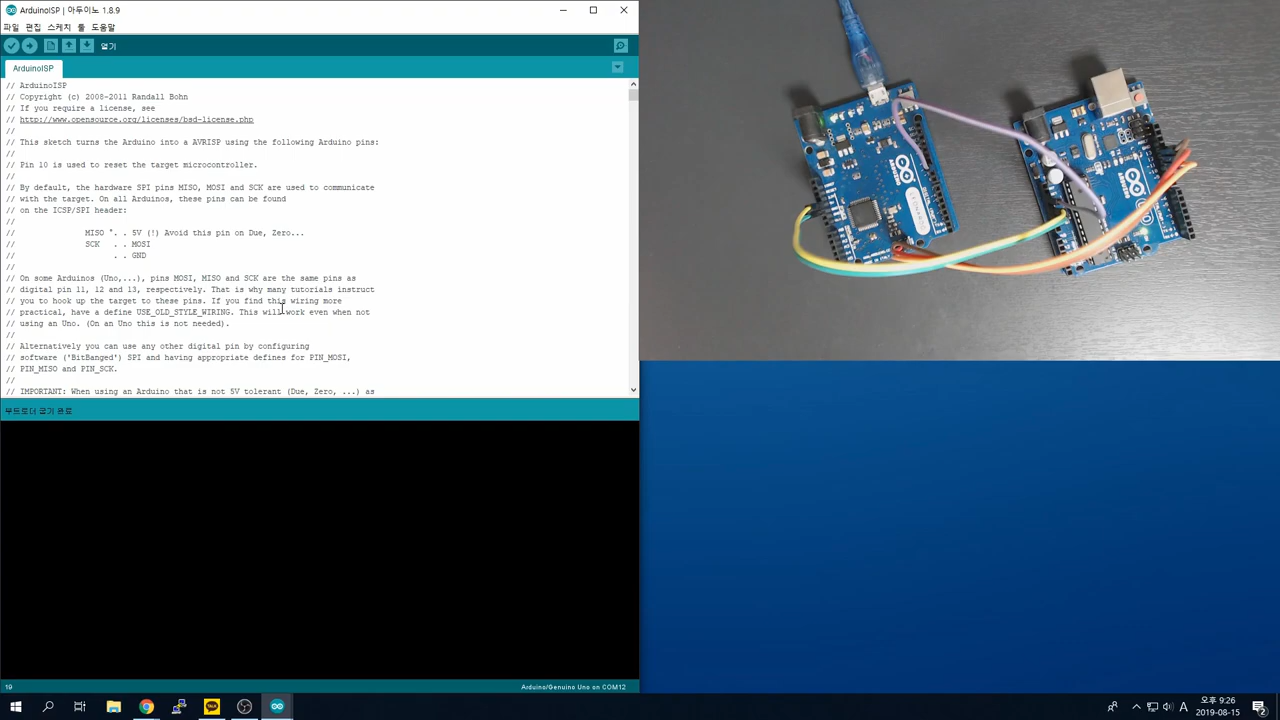 ArduinoISP | 아두이노 1.8.9
파일 편집 스케치 툴 도움말
열기
ArduinoISP
// ArduinoISP
// Copyright (c) 2008-2011 Randall Bohn
// If you require a license, see
// http://www.opensource.org/licenses/bsd-license.php
//
// This sketch turns the Arduino into a AVRISP using the following Arduino pins:
//
// Pin 10 is used to reset the target microcontroller.
//
// By default, the hardware SPI pins MISO, MOSI and SCK are used to communicate
// with the target. On all Arduinos, these pins can be found
// on the ICSP/SPI header:
//
// MISO °. . 5V (!) Avoid this pin on Due, Zero...
// SCK . . MOSI
// . . GND
//
// On some Arduinos (Uno,...), pins MOSI, MISO and SCK are the same pins as
// digital pin 11, 12 and 13, respectively. That is why many tutorials instruct
// you to hook up the target to these pins. If you find this wiring more
// practical, have a define USE_OLD_STYLE_WIRING. This will work even when not
// using an Uno. (On an Uno this is not needed).
//
// Alternatively you can use any other digital pin by configuring
// software ('BitBanged') SPI and having appropriate defines for PIN_MOSI,
// PIN_MISO and PIN_SCK.
//
// IMPORTANT: When using an Arduino that is not 5V tolerant (Due, Zero, ...) as
부트로더 굽기 완료
19
Arduino/Genuino Uno on COM12
TALK
A
오후 9:26
2019-08-15
2